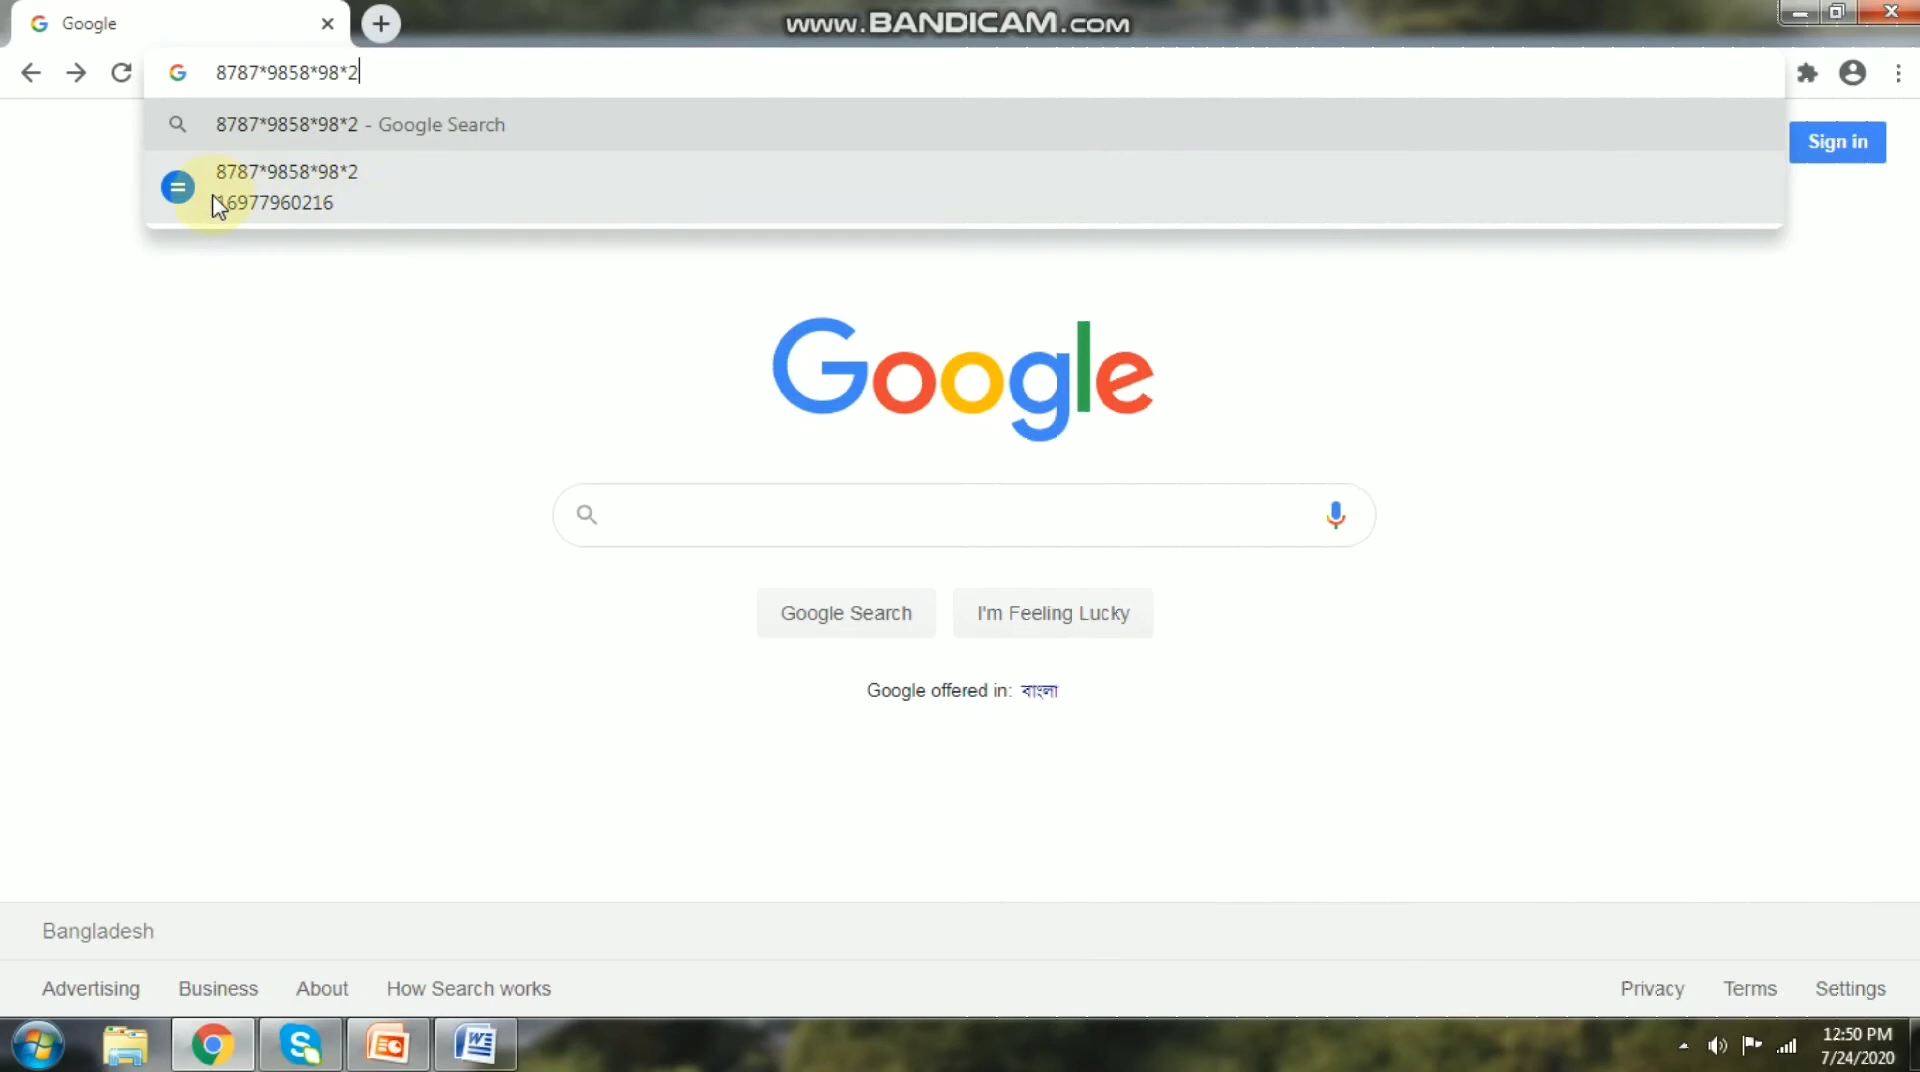 Google
www.BANDICAM.com
8787*9858*98*2
8787*9858*98*2 - Google Search
8787*9858*98*2
16977960216
Sign in
Google
Google Search
I'm Feeling Lucky
Google offered in: বাংলা
Bangladesh
Advertising
Business
About
How Search works
Privacy
Terms
Settings
12:50 PM
7/24/2020